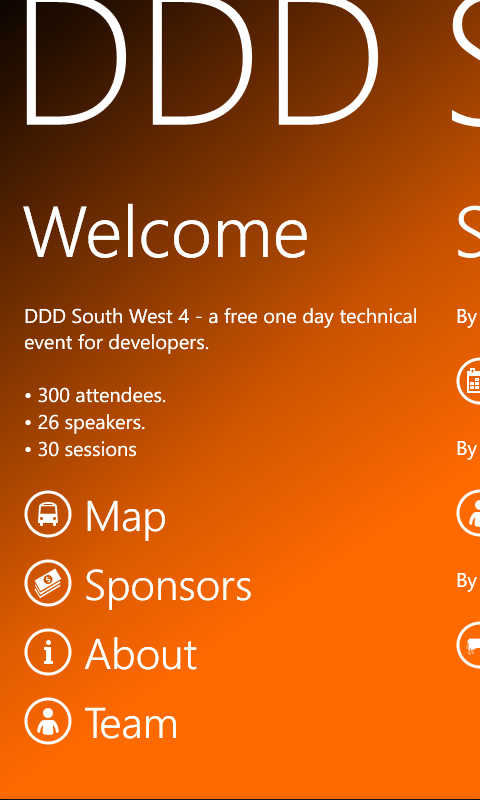 DDD S
Welcome
S
DDD South West 4 - a free one day technical
event for developers.
• 300 attendees.
• 26 speakers.
• 30 sessions
Map
Sponsors
About
Team
By
By
By